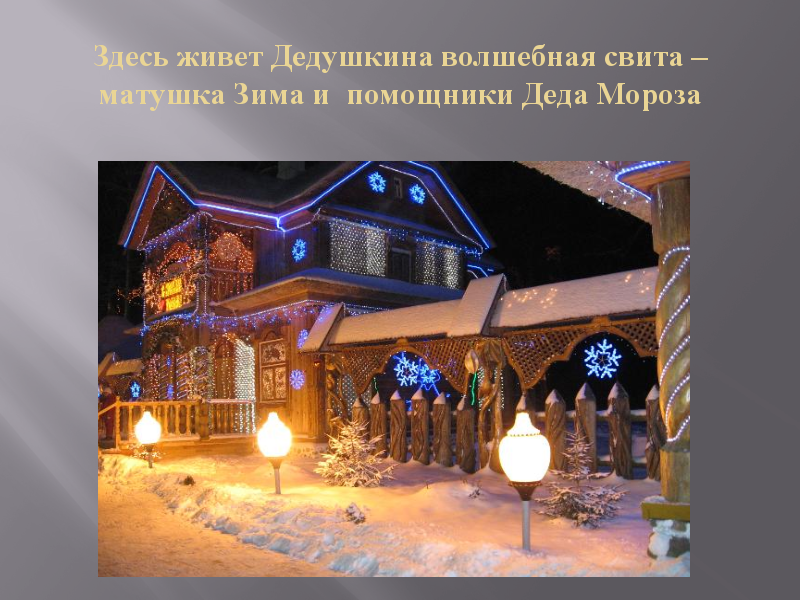 Здесь живет Дедушкина волшебная свита –
матушка Зима и помощники Деда Мороза